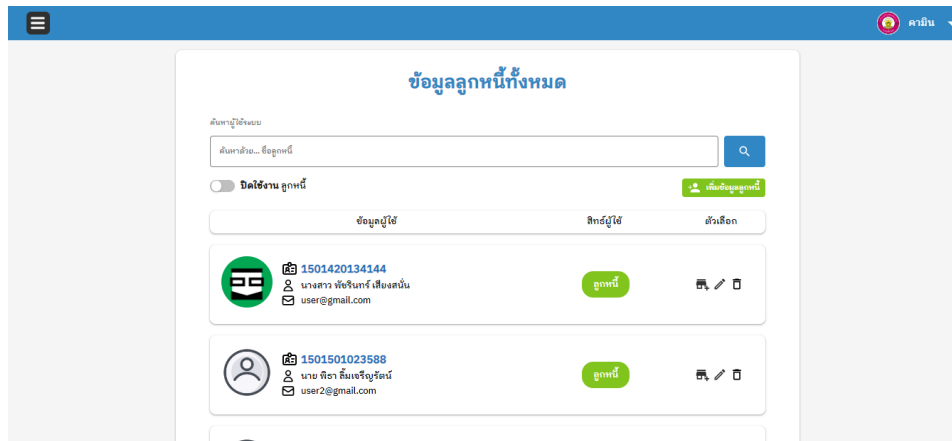 คามิน
ข้อมูลลูกหนี้ทั้งหมด
ค้นหาผู้ใช้ระบบ
ค้นหาด้วย... ชื่อลูกหนี้
ปิดใช้งาน ลูกหนี้
เพิ่มข้อมูลลูกหนี้
ข้อมูลผู้ใช้ สิทธ์ผู้ใช้ ตัวเลือก
1501420134144
นางสาว พัชรินทร์ เสียงสนั่น
ลูกหนี้
user@gmail.com
1501501023588
นาย พิธา ลิ้มเจริญรัตน์
ลูกหนี้
user2@gmail.com